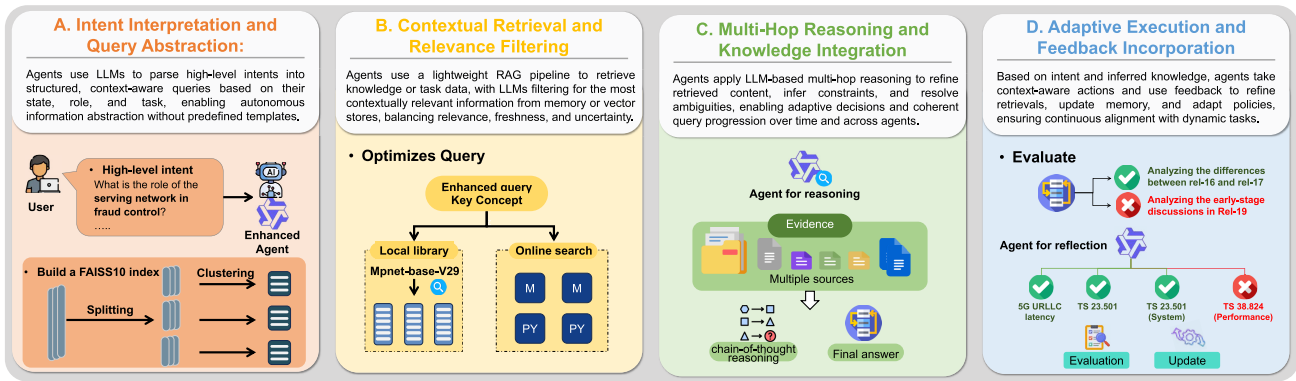 A. Intent Interpretation and
Query Abstraction:
Agents use LLMs to parse high-level intents into
structured, context-aware queries based on their
state, role, and task, enabling autonomous
information abstraction without predefined templates.
• High-level intent
What is the role of the
serving network in
fraud control?
.....
AI
User
Enhanced
Agent
• Build a FAISS10 index
Clustering
Splitting
B. Contextual Retrieval and
Relevance Filtering
Agents use a lightweight RAG pipeline to retrieve
knowledge or task data, with LLMs filtering for the
most contextually relevant information from memory or vector
stores, balancing relevance, freshness, and uncertainty.
• Optimizes Query
Enhanced query
Key Concept
Local library
Mpnet-base-V29
Online search
M M
PY PY
C. Multi-Hop Reasoning and
Knowledge Integration
Agents apply LLM-based multi-hop reasoning to refine
retrieved content, infer constraints, and resolve
ambiguities, enabling adaptive decisions and coherent
query progression over time and across agents.
Agent for reasoning
Evidence
Multiple sources
?
chain-of-thought
reasoning
Final answer
D. Adaptive Execution and
Feedback Incorporation
Based on intent and inferred knowledge, agents take
context-aware actions and use feedback to refine
retrievals, update memory, and adapt policies,
ensuring continuous alignment with dynamic tasks.
• Evaluate
Analyzing the differences
between rel-16 and rel-17
Analyzing the early-stage
discussions in Rel-19
Agent for reflection
5G URLLC
latency
TS 23.501
TS 23.501
(System)
TS 38.824
(Performance)
Evaluation
Update